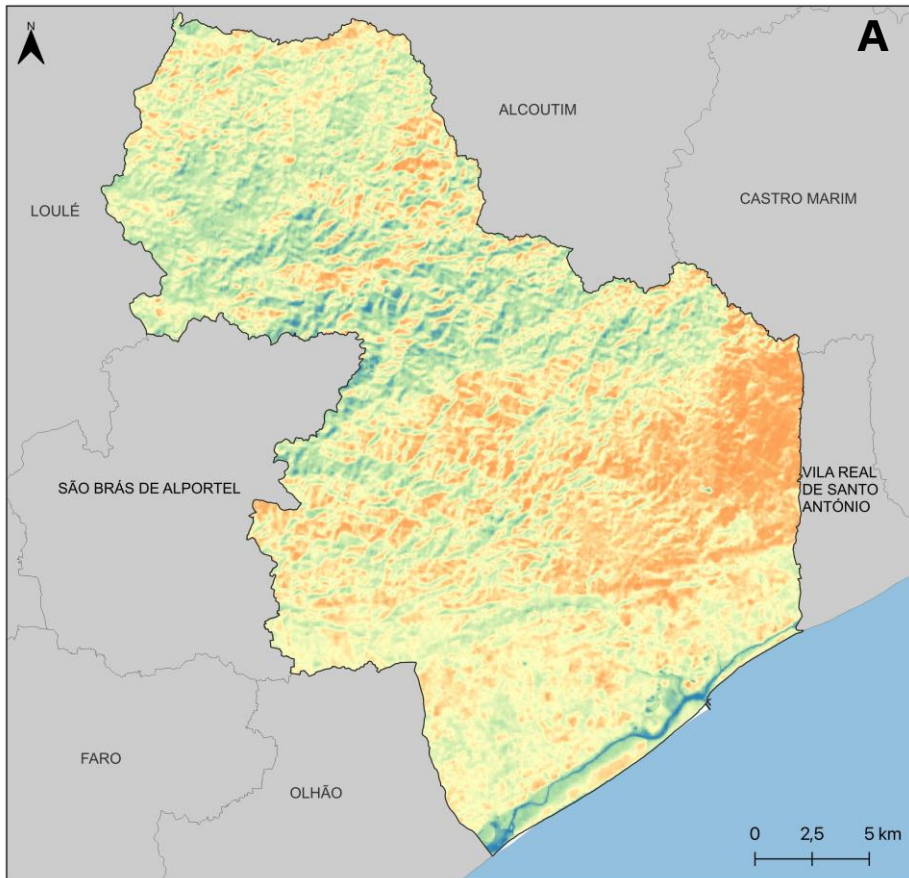 N
A
ALCOUTIM
CASTRO MARIM
LOULÉ
SÃO BRÁS DE ALPORTEL
VILA REAL
DE SANTO
ANTÓNIO
FARO
OLHÃO
0 2,5 5 km